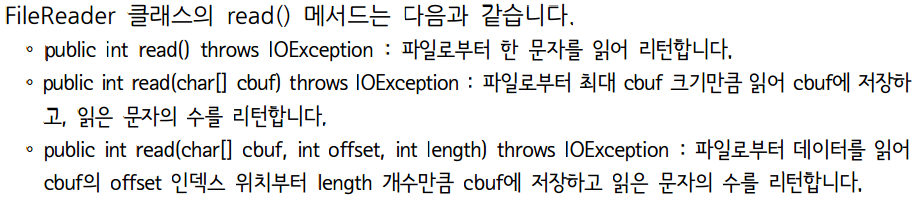 FileReader 클래스의 read() 메서드는 다음과 같습니다.
◦ public int read() throws IOException : 파일로부터 한 문자를 읽어 리턴합니다.
◦ public int read(char[] cbuf) throws IOException : 파일로부터 최대 cbuf 크기만큼 읽어 cbuf에 저장하
고, 읽은 문자의 수를 리턴합니다.
◦ public int read(char[] cbuf, int offset, int length) throws IOException : 파일로부터 데이터를 읽어
cbuf의 offset 인덱스 위치부터 length 개수만큼 cbuf에 저장하고 읽은 문자의 수를 리턴합니다.